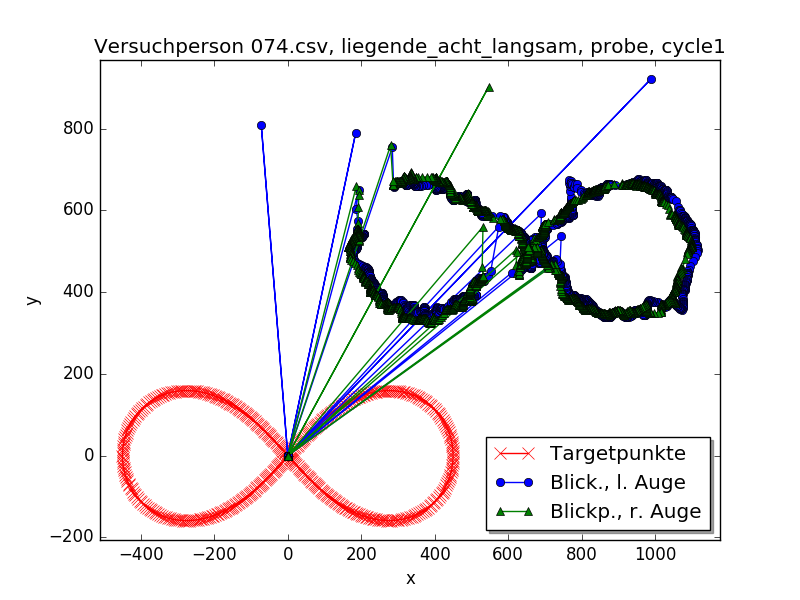 Versuchperson 074.csv, liegende_acht_langsam, probe, cycle1
y
800
600
400
200
0
−200
−400
−200
0
200
400
600
800
1000
x
Targetpunkte
Blick., l. Auge
Blickp., r. Auge